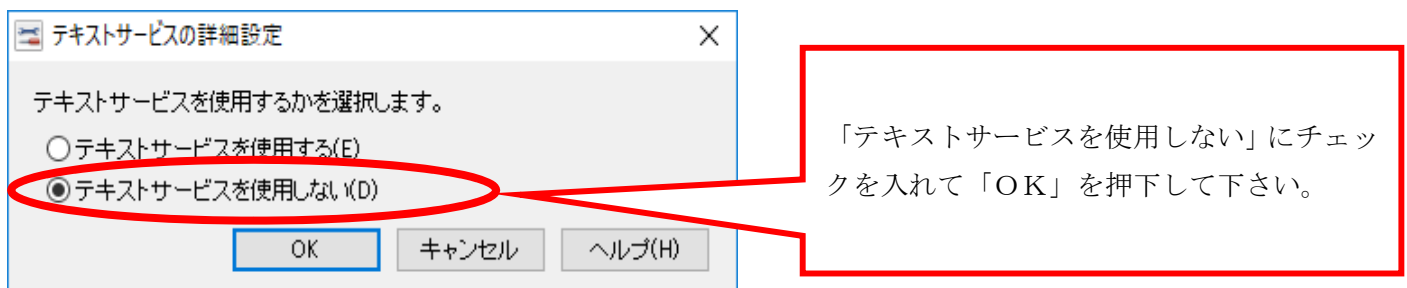 テキストサービスの詳細設定
テキストサービスを使用するかを選択します。
テキストサービスを使用する(E)
テキストサービスを使用しない(D)
OK キャンセル ヘルプ(H)
「テキストサービスを使用しない」にチェッ
クを入れて「ＯＫ」を押下して下さい。